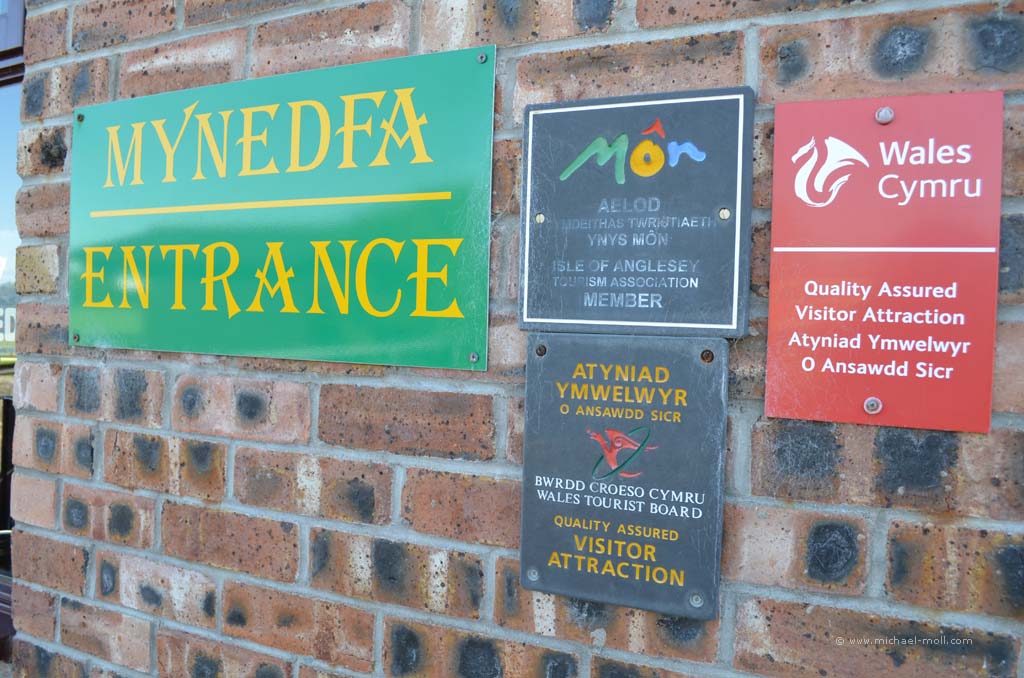 MYNEDFA
ENTRANCE
Môn
AELOD
YMDEITHAS TWRISTIAETH
YNYS MÔN
ISLE OF ANGLESEY
TOURISM ASSOCIATION
MEMBER
ATYNIAD
YMWELWYR
O ANSAWDD SICR
BWRDD CROESO CYMRU
WALES TOURIST BOARD
QUALITY ASSURED
VISITOR
ATTRACTION
Wales
Cymru
Quality Assured
Visitor Attraction
Atyniad Ymwelwyr
O Ansawdd Sicr
© www.michael-moll.com